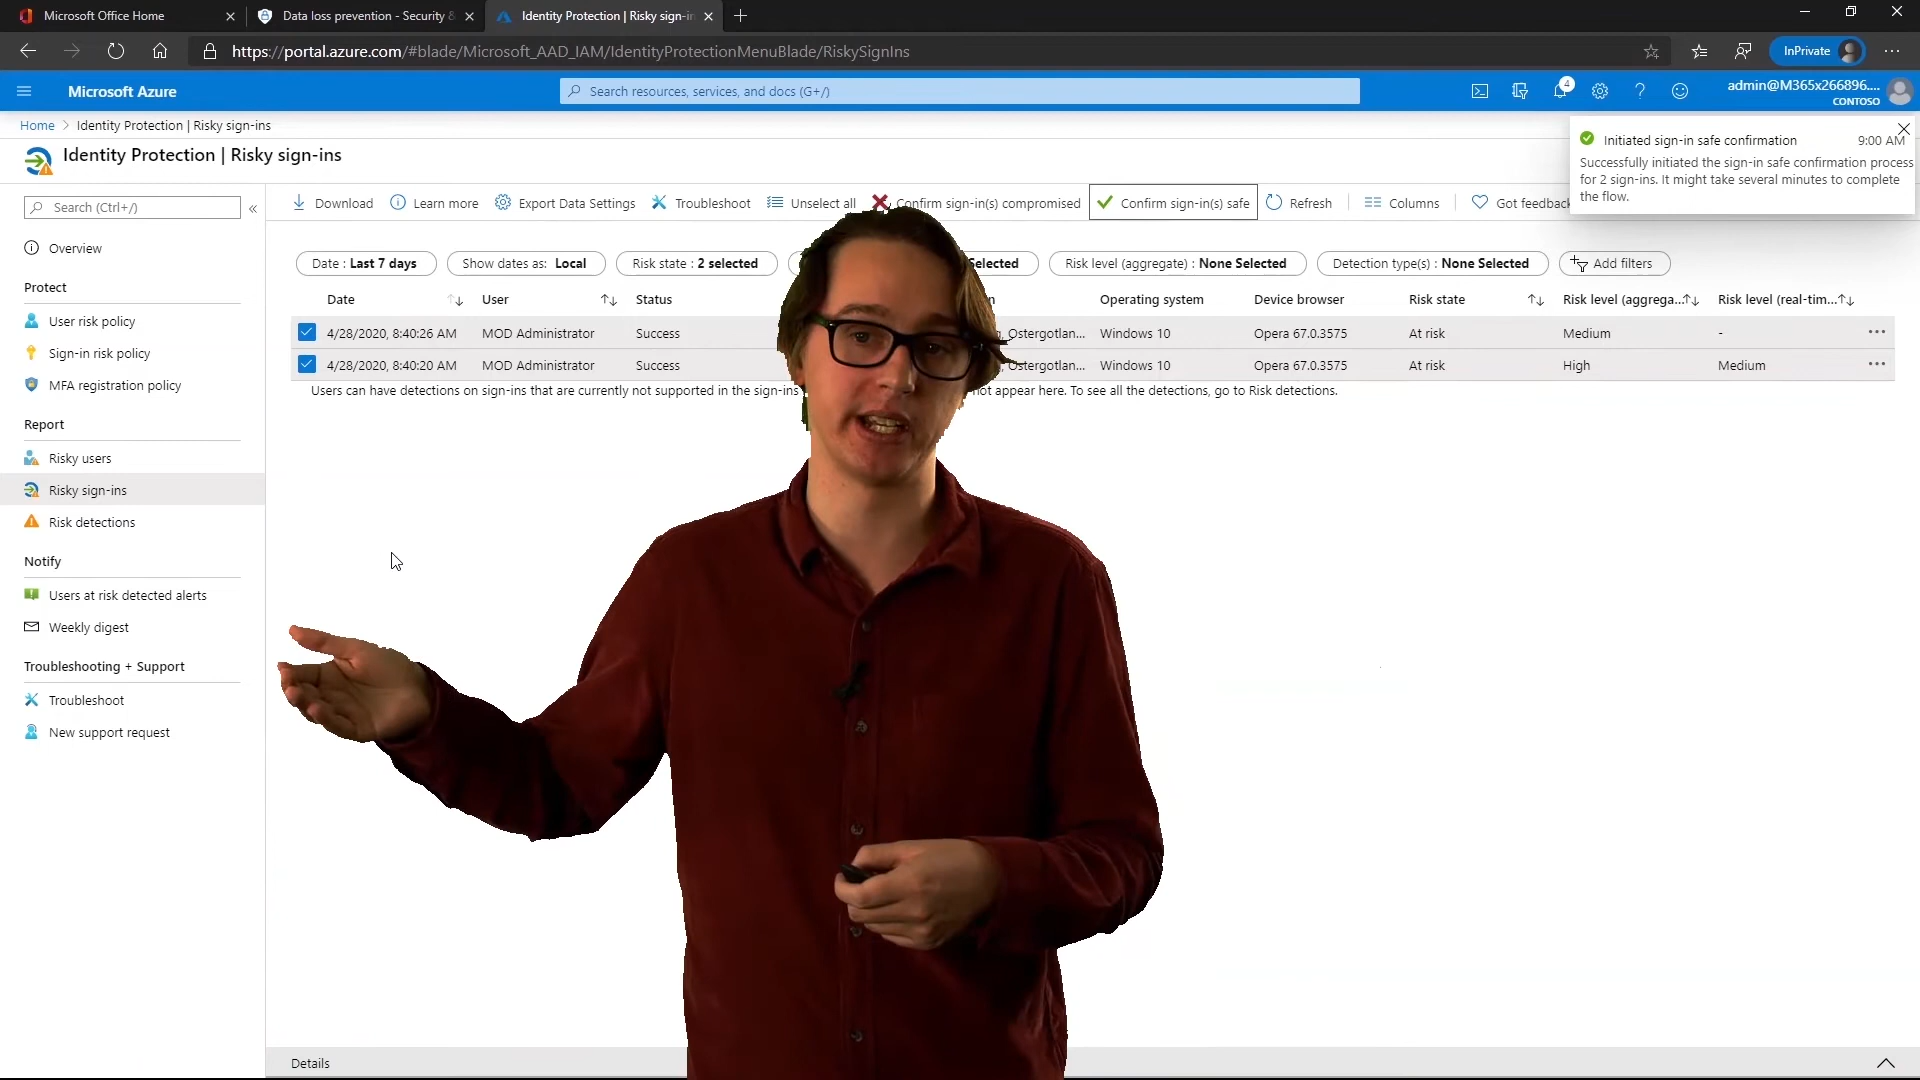 Microsoft Office Home
Data loss prevention - Security &
Identity Protection | Risky sign-in
https://portal.azure.com/#blade/Microsoft_AAD_IAM/IdentityProtectionMenuBlade/RiskySignIns
InPrivate
Microsoft Azure
Search resources, services, and docs (G+/)
4
admin@M365x266896....
CONTOSO
Home > Identity Protection | Risky sign-ins
Identity Protection | Risky sign-ins
Initiated sign-in safe confirmation 9:00 AM
Successfully initiated the sign-in safe confirmation process
for 2 sign-ins. It might take several minutes to complete
the flow.
Search (Ctrl+/)
Overview
Protect
User risk policy
Sign-in risk policy
MFA registration policy
Report
Risky users
Risky sign-ins
Risk detections
Notify
Users at risk detected alerts
Weekly digest
Troubleshooting + Support
Troubleshoot
New support request
Download Learn more Export Data Settings Troubleshoot Unselect all Confirm sign-in(s) compromised Confirm sign-in(s) safe Refresh Columns Got feedback
Date : Last 7 days Show dates as: Local Risk state : 2 selected Selected Risk level (aggregate) : None Selected Detection type(s) : None Selected Add filters
Date User Status Operating system Device browser Risk state Risk level (aggrega... Risk level (real-tim...
4/28/2020, 8:40:26 AM MOD Administrator Success Ostergotlan... Windows 10 Opera 67.0.3575 At risk Medium -
4/28/2020, 8:40:20 AM MOD Administrator Success Ostergotlan... Windows 10 Opera 67.0.3575 At risk High Medium
Users can have detections on sign-ins that are currently not supported in the sign-ins not appear here. To see all the detections, go to Risk detections.
Details